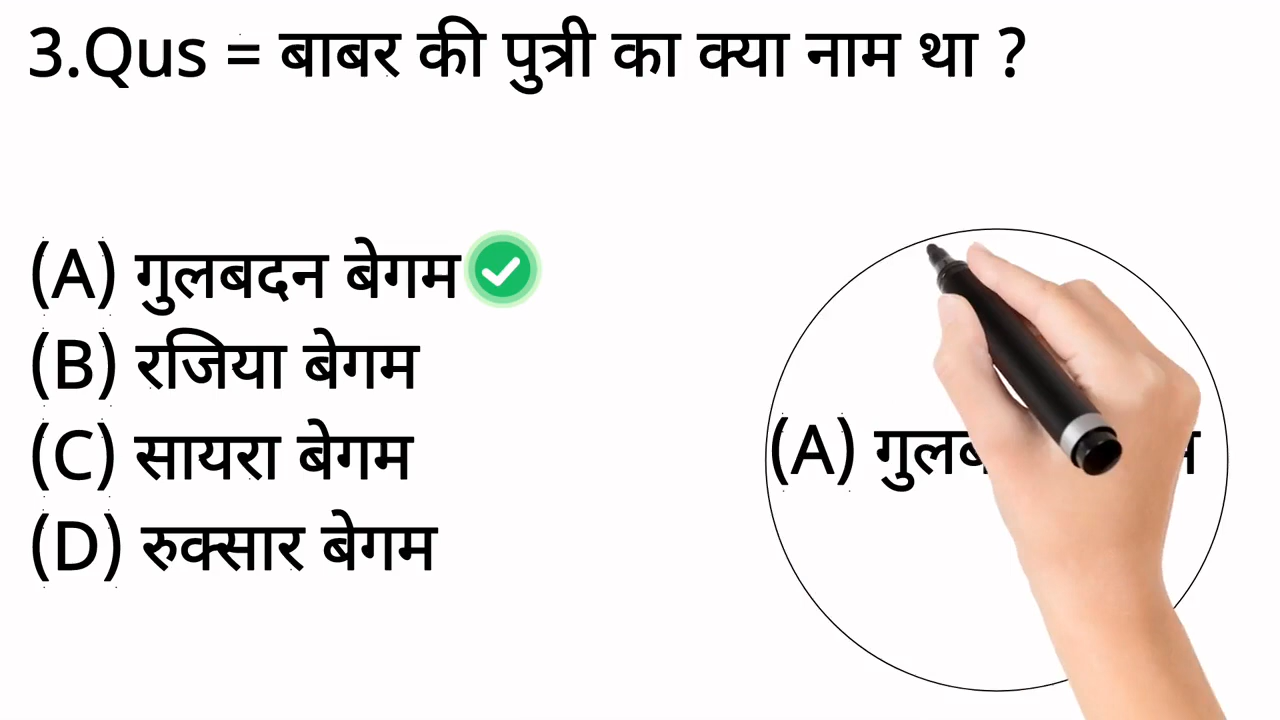 3.Qus = बाबर की पुत्री का क्या नाम था ?
(A) गुलबदन बेगम
(B) रजिया बेगम
(C) सायरा बेगम
(D) रुक्सार बेगम
(A)